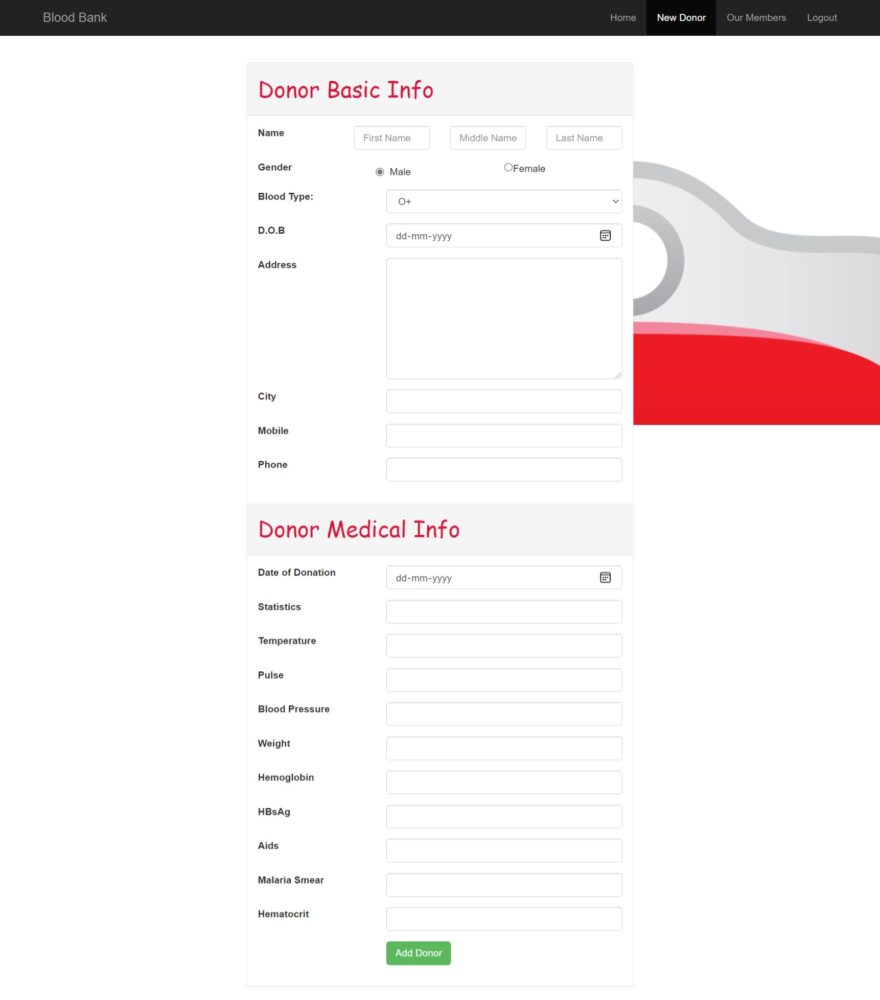 Blood Bank
Home New Donor Our Members Logout
Donor Basic Info
Name First Name Middle Name Last Name
Gender Male Female
Blood Type: O+
D.O.B dd-mm-yyyy
Address
City
Mobile
Phone
Donor Medical Info
Date of Donation dd-mm-yyyy
Statistics
Temperature
Pulse
Blood Pressure
Weight
Hemoglobin
HBsAg
Aids
Malaria Smear
Hematocrit
Add Donor